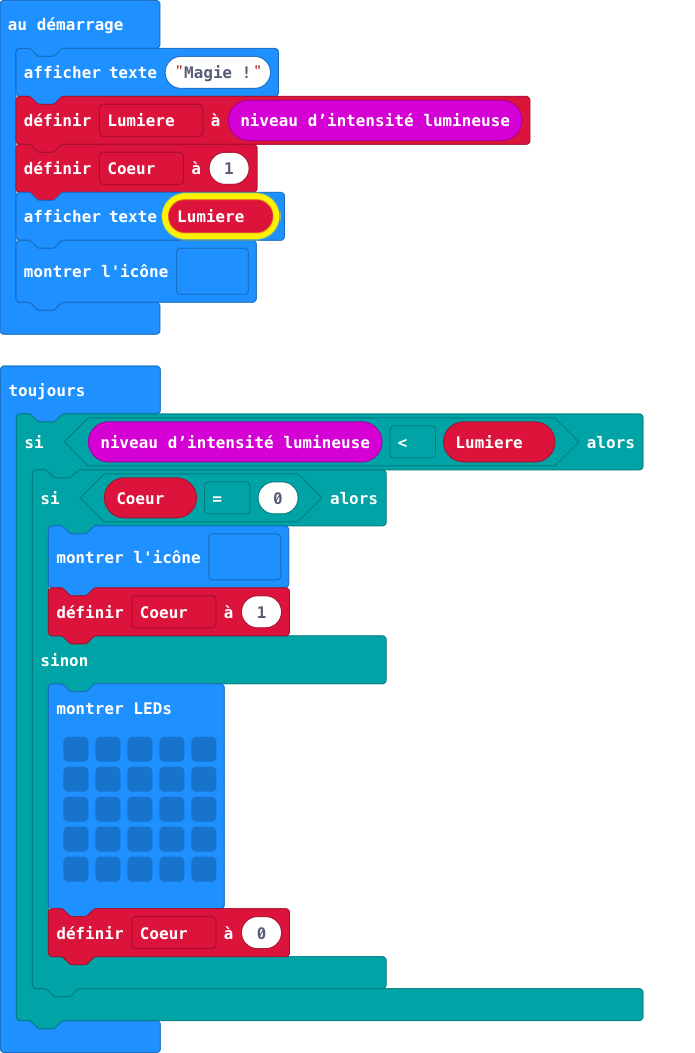 au démarrage
afficher texte "Magie !"
définir Lumiere à niveau d’intensité lumineuse
définir Coeur à 1
afficher texte Lumiere
montrer l'icône
toujours
si niveau d’intensité lumineuse < Lumiere alors
si Coeur = 0 alors
montrer l'icône
définir Coeur à 1
sinon
montrer LEDs
définir Coeur à 0